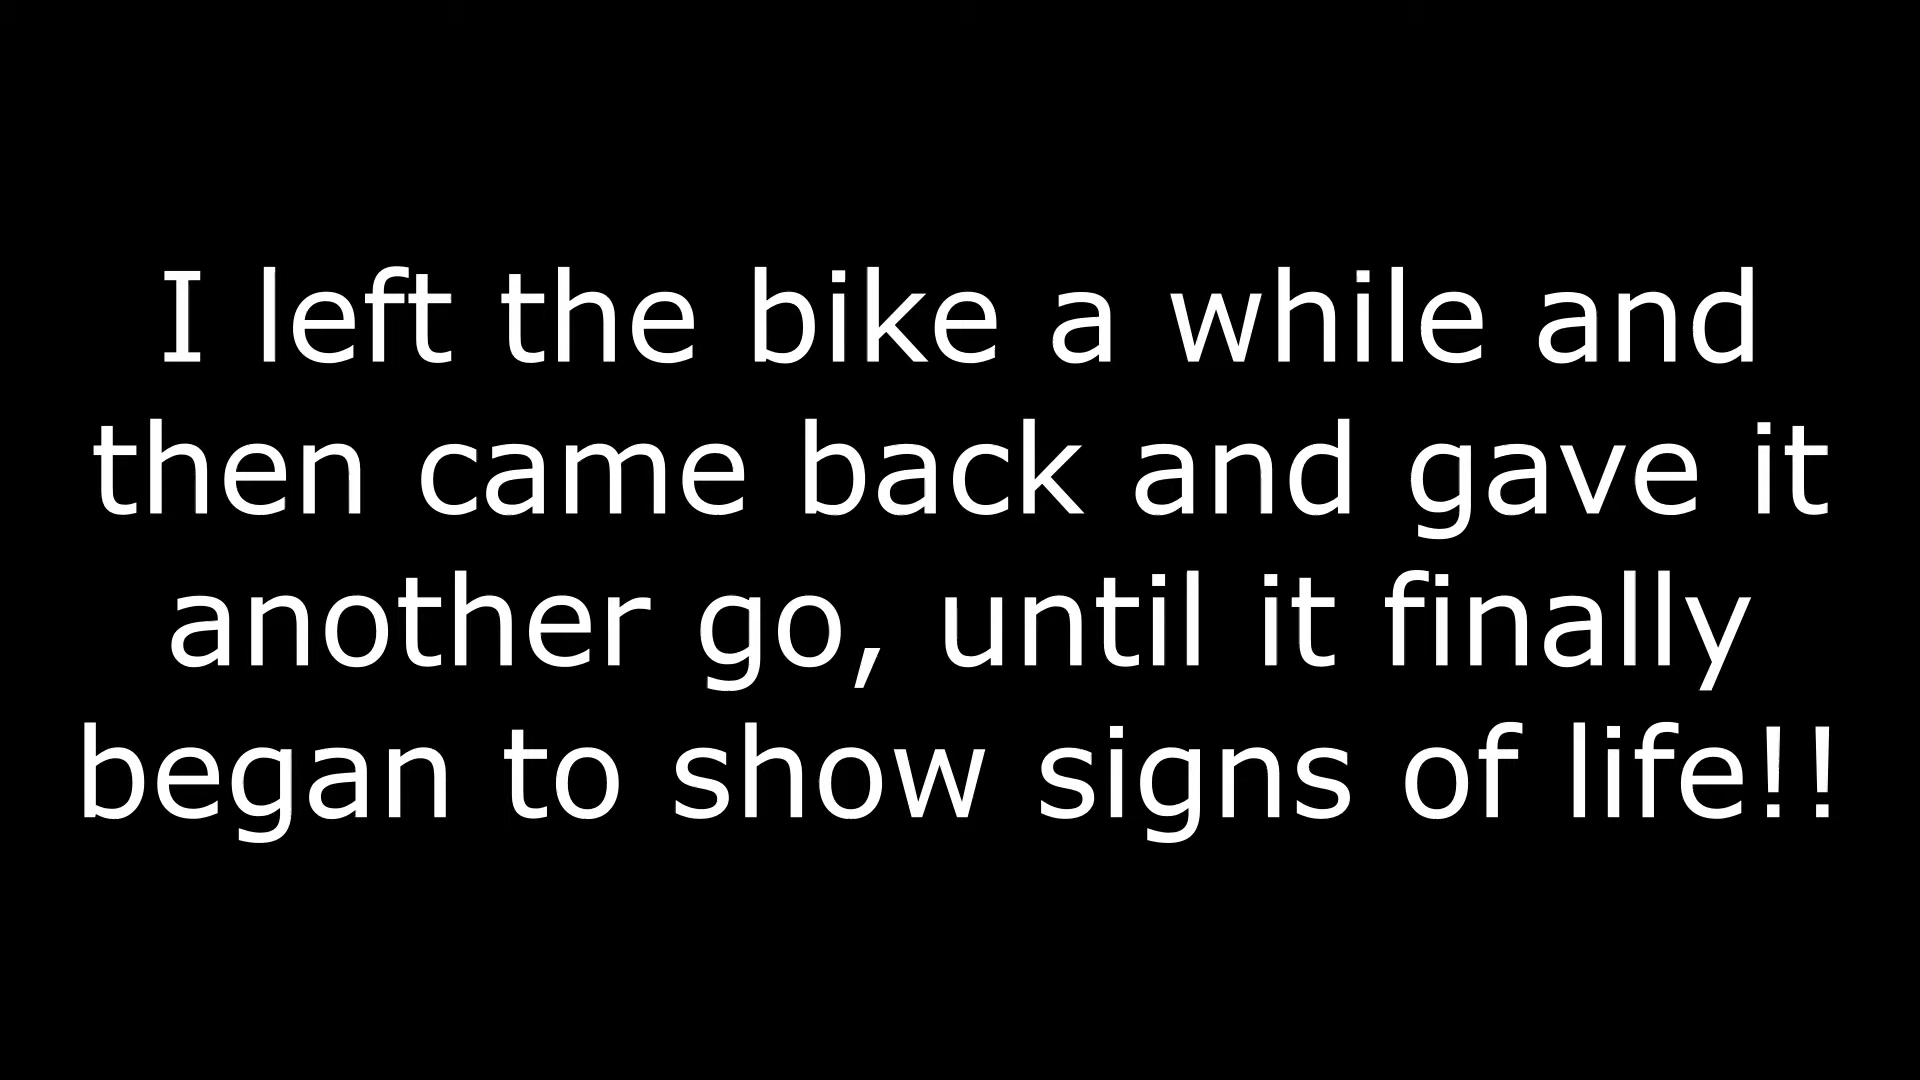 I left the bike a while and
then came back and gave it
another go, until it finally
began to show signs of life!!